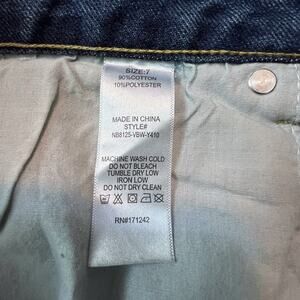 SIZE:7
90%COTTON
10%POLYESTER
MADE IN CHINA
STYLE#
NB8125-VBW-Y410
MACHINE WASH COLD
DO NOT BLEACH
TUMBLE DRY LOW
IRON LOW
DO NOT DRY CLEAN
RN#171242